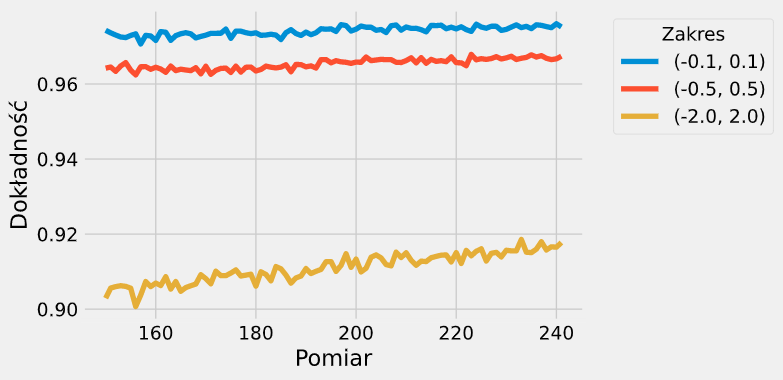 Zakres
(-0.1, 0.1)
(-0.5, 0.5)
(-2.0, 2.0)
Dokładność
0.96
0.94
0.92
0.90
160 180 200 220 240
Pomiar